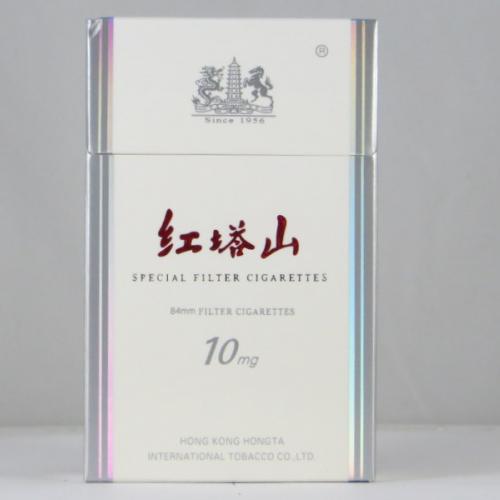 ®
Since 1956
红塔山
SPECIAL FILTER CIGARETTES
84mm FILTER CIGARETTES
10mg
HONG KONG HONGTA
INTERNATIONAL TOBACCO CO.,LTD.